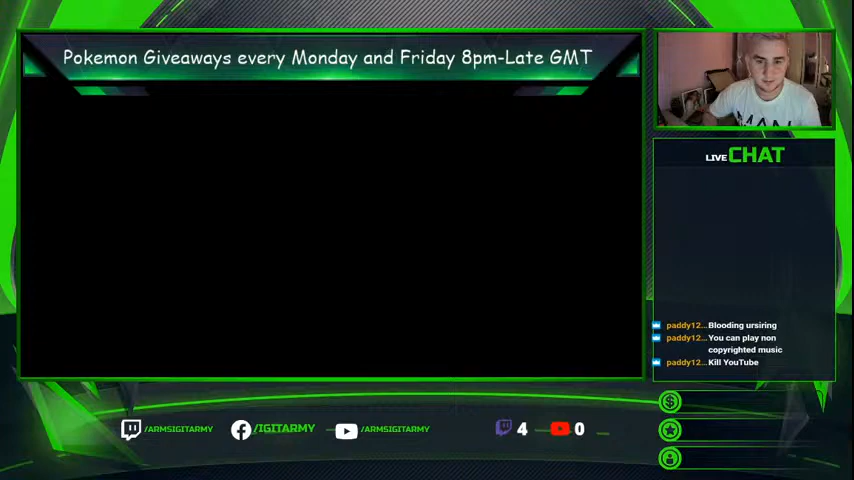 Pokemon Giveaways every Monday and Friday 8pm-Late GMT
LIVE CHAT
paddy12... Blooding ursiring
paddy12... You can play non
copyrighted music
paddy12... Kill YouTube
/ARMSIGITARMY
/IGITARMY
/ARMSIGITARMY
4
0